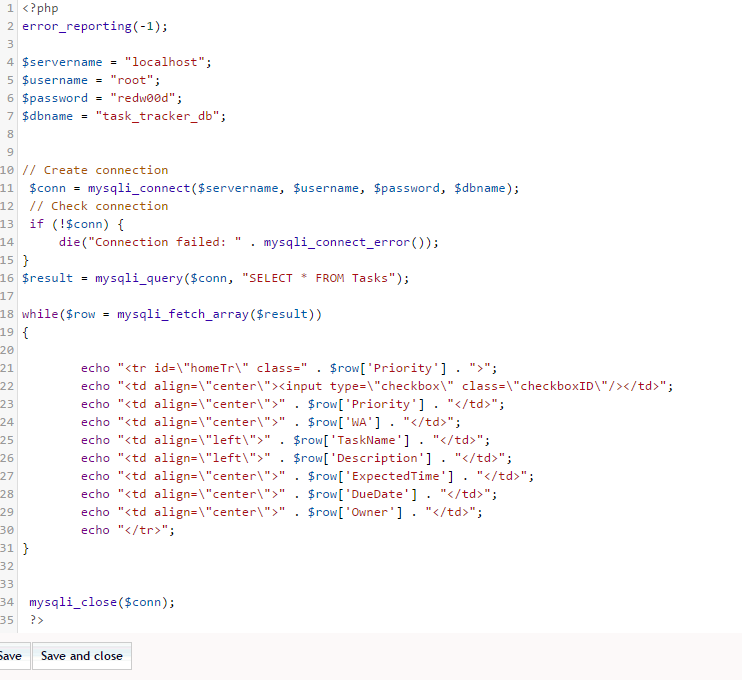 1 <?php
2 error_reporting(-1);
3
4 $servername = "localhost";
5 $username = "root";
6 $password = "redw00d";
7 $dbname = "task_tracker_db";
8
9
10 // Create connection
11  $conn = mysqli_connect($servername, $username, $password, $dbname);
12  // Check connection
13  if (!$conn) {
14      die("Connection failed: " . mysqli_connect_error());
15 }
16 $result = mysqli_query($conn, "SELECT * FROM Tasks");
17
18 while($row = mysqli_fetch_array($result))
19 {
20
21         echo "<tr id=\"homeTr\" class=" . $row['Priority'] . ">";
22         echo "<td align=\"center\"><input type=\"checkbox\" class=\"checkboxID\"/></td>";
23         echo "<td align=\"center\">" . $row['Priority'] . "</td>";
24         echo "<td align=\"center\">" . $row['WA'] . "</td>";
25         echo "<td align=\"left\">" . $row['TaskName'] . "</td>";
26         echo "<td align=\"left\">" . $row['Description'] . "</td>";
27         echo "<td align=\"center\">" . $row['ExpectedTime'] . "</td>";
28         echo "<td align=\"center\">" . $row['DueDate'] . "</td>";
29         echo "<td align=\"center\">" . $row['Owner'] . "</td>";
30         echo "</tr>";
31 }
32
33
34  mysqli_close($conn);
35  ?>
Save Save and close